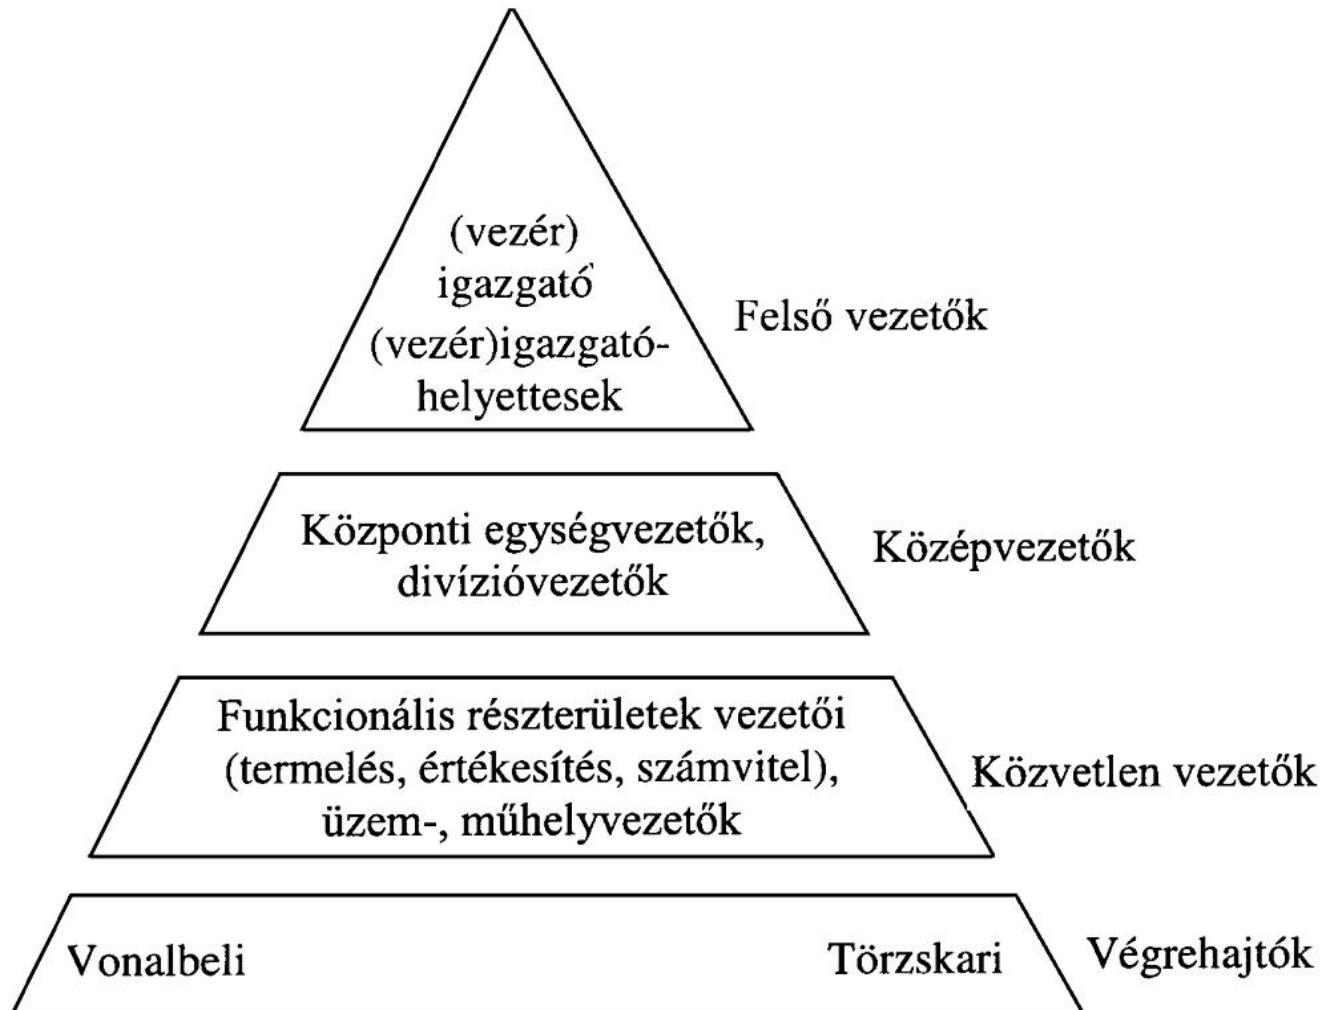 (vezér)
igazgató
(vezér)igazgató-
helyettesek
Felső vezetők
Központi egységvezetők,
divízióvezetők
Középvezetők
Funkcionális részterületek vezetői
(termelés, értékesítés, számvitel),
üzem-, műhelyvezetők
Közvetlen vezetők
Vonalbeli
Törzskari
Végrehajtók